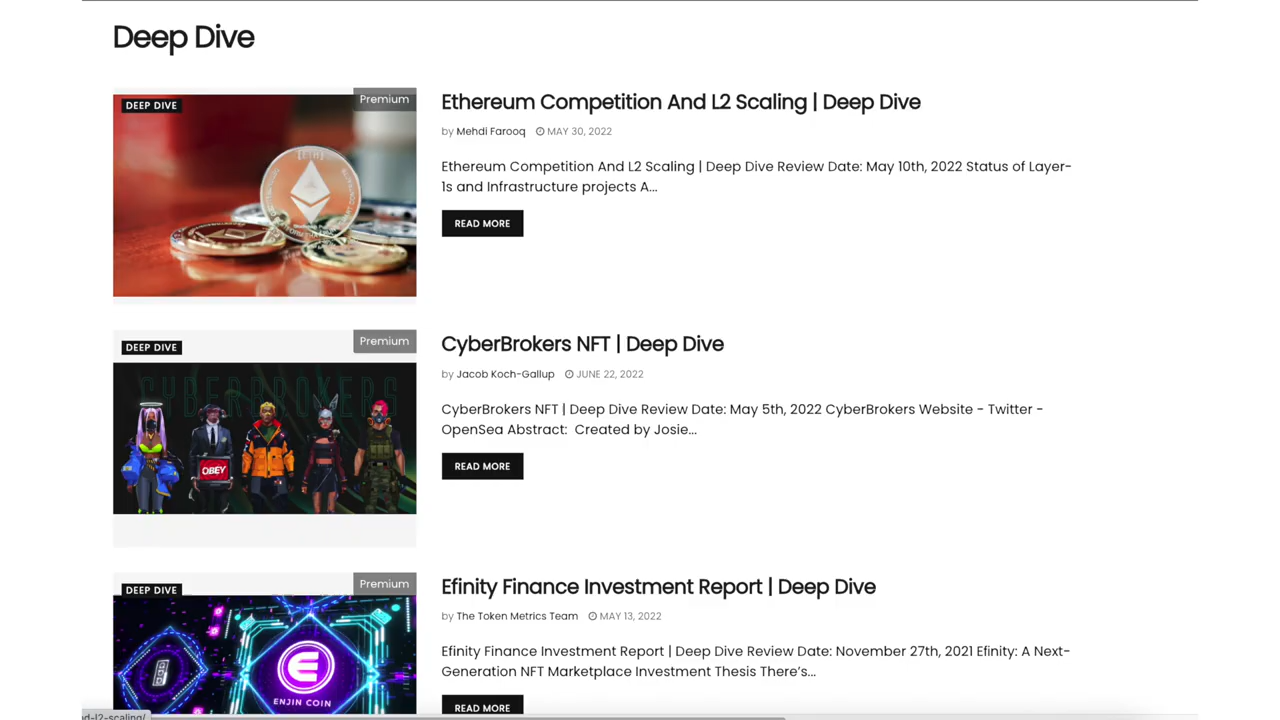 Deep Dive
DEEP DIVE
Premium
Ethereum Competition And L2 Scaling | Deep Dive
by Mehdi Farooq MAY 30, 2022
Ethereum Competition And L2 Scaling | Deep Dive Review Date: May 10th, 2022 Status of Layer-
1s and Infrastructure projects A...
READ MORE
DEEP DIVE
Premium
CYBERBROKERS
OBEY
CyberBrokers NFT | Deep Dive
by Jacob Koch-Gallup JUNE 22, 2022
CyberBrokers NFT | Deep Dive Review Date: May 5th, 2022 CyberBrokers Website - Twitter -
OpenSea Abstract: Created by Josie...
READ MORE
DEEP DIVE
Premium
ENJIN COIN
Efinity Finance Investment Report | Deep Dive
by The Token Metrics Team MAY 13, 2022
Efinity Finance Investment Report | Deep Dive Review Date: November 27th, 2021 Efinity: A Next-
Generation NFT Marketplace Investment Thesis There's...
READ MORE
nd-l2-scaling/